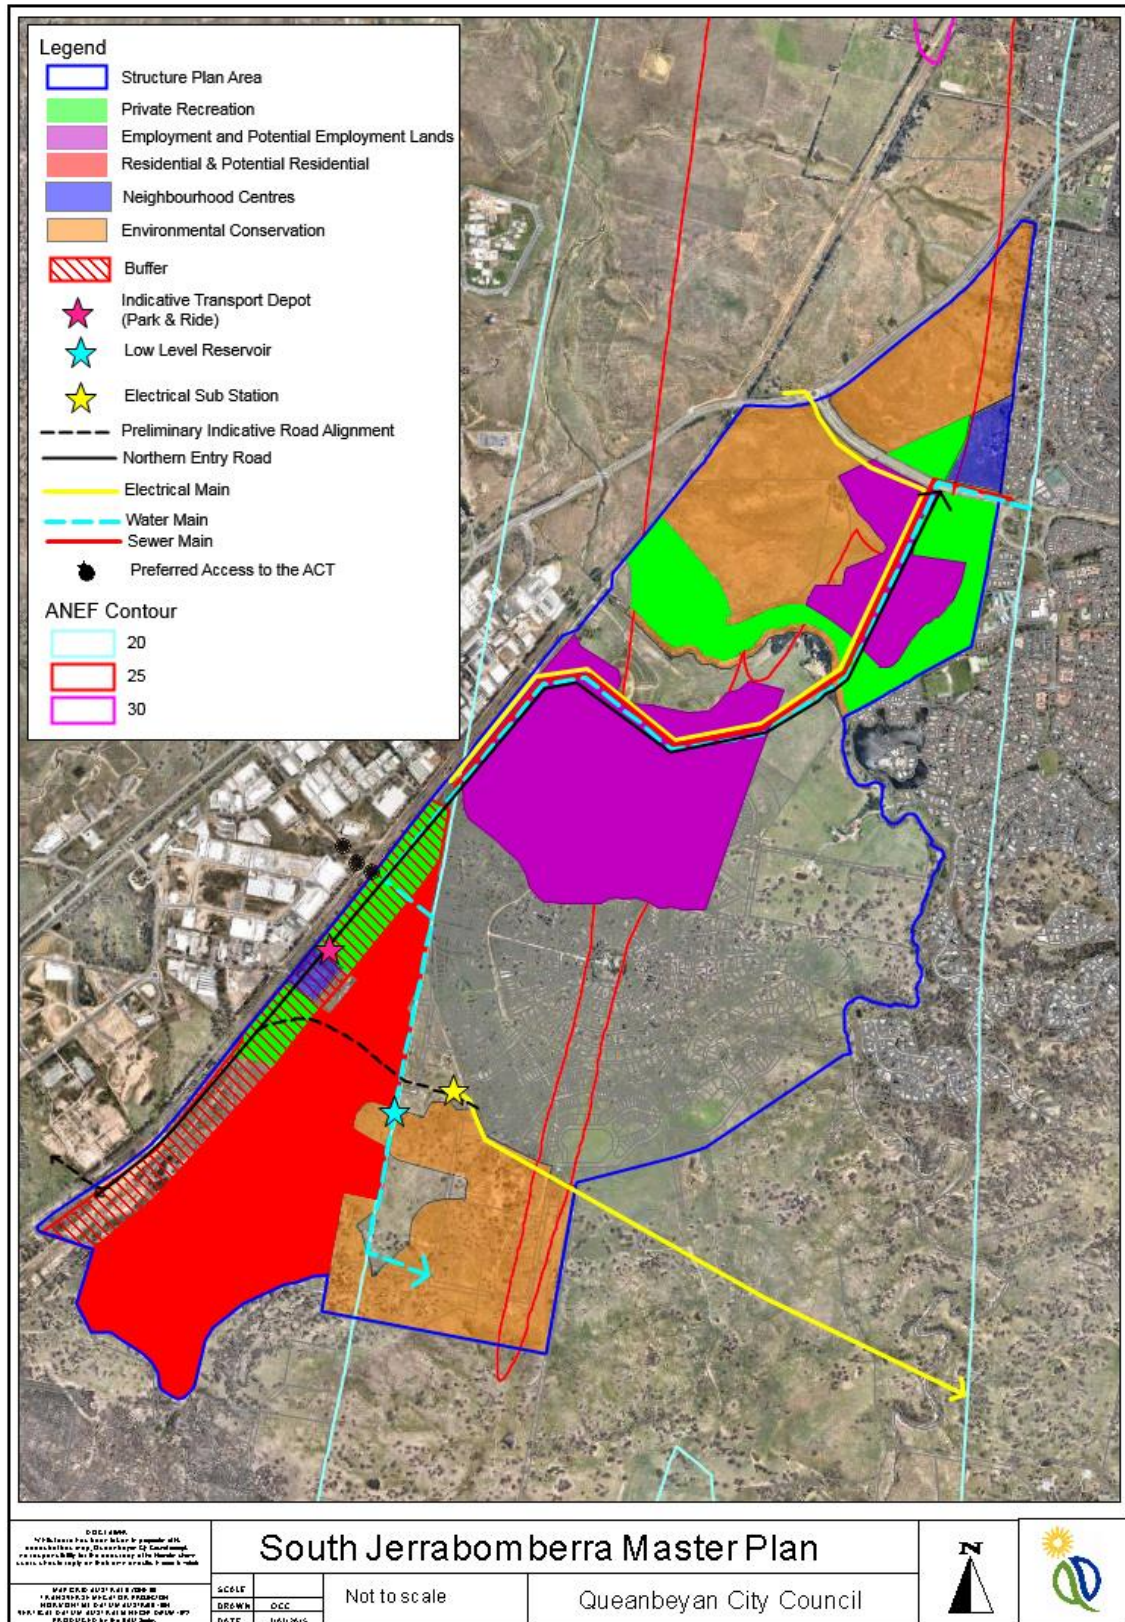 Legend
Structure Plan Area
Private Recreation
Employment and Potential Employment Lands
Residential & Potential Residential
Neighbourhood Centres
Environmental Conservation
Buffer
Indicative Transport Depot
(Park & Ride)
Low Level Reservoir
Electrical Sub Station
Preliminary Indicative Road Alignment
Northern Entry Road
Electrical Main
Water Main
Sewer Main
Preferred Access to the ACT
ANEF Contour
20
25
30
South Jerrabomberra Master Plan
SCALE
DRAWN
DATE
Not to scale
Queanbeyan City Council
N